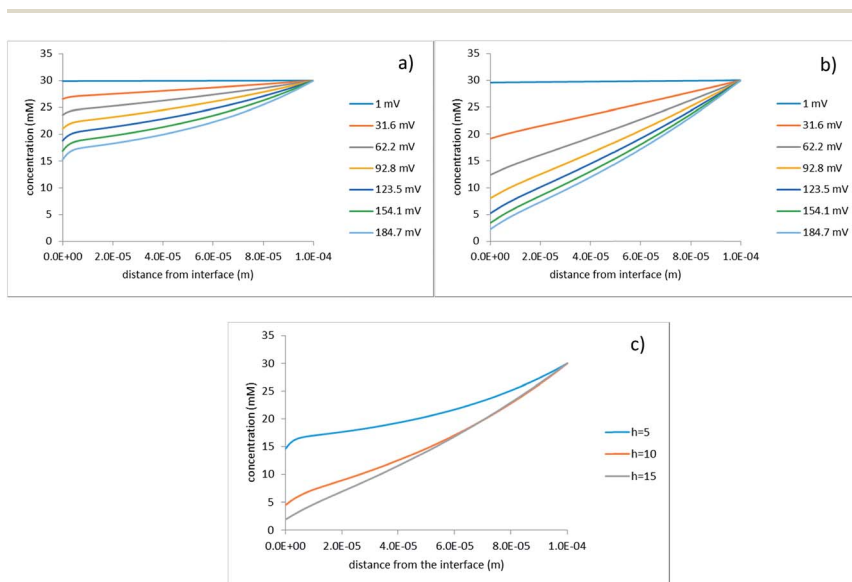 a)
35
30
25
20
15
10
5
0
concentration (mM)
0.0E+00 2.0E-05 4.0E-05 6.0E-05 8.0E-05 1.0E-04
distance from interface (m)
1 mV
31.6 mV
62.2 mV
92.8 mV
123.5 mV
154.1 mV
184.7 mV
b)
35
30
25
20
15
10
5
0
concentration (mM)
0.0E+00 2.0E-05 4.0E-05 6.0E-05 8.0E-05 1.0E-04
distance from interface (m)
1 mV
31.6 mV
62.2 mV
92.8 mV
123.5 mV
154.1 mV
184.7 mV
c)
35
30
25
20
15
10
5
0
concentration (mM)
0.0E+00 2.0E-05 4.0E-05 6.0E-05 8.0E-05 1.0E-04
distance from the interface (m)
h=5
h=10
h=15